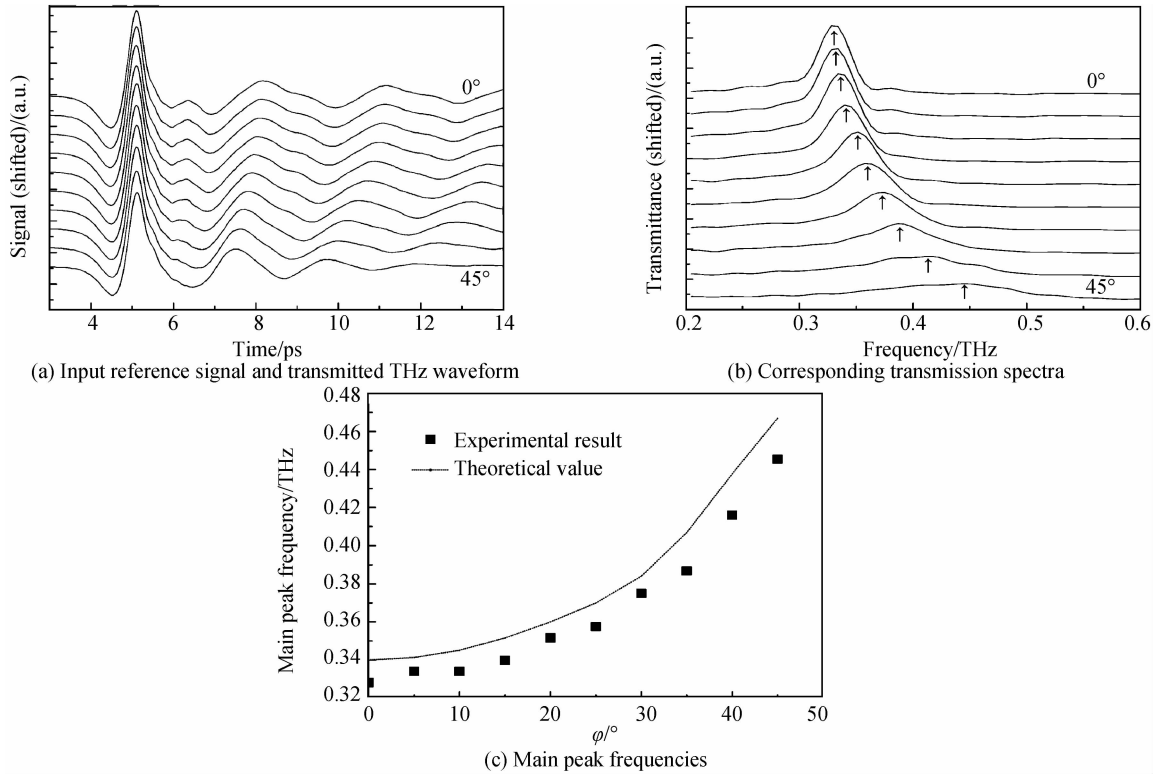 Signal (shifted)/(a.u.)
0°
45°
4 6 8 10 12 14
Time/ps
(a) Input reference signal and transmitted THz waveform
Transmittance (shifted)/(a.u.)
0°
45°
0.2 0.3 0.4 0.5 0.6
Frequency/THz
(b) Corresponding transmission spectra
Main peak frequency/THz
0.48
0.46
0.44
0.42
0.40
0.38
0.36
0.34
0.32
Experimental result
Theoretical value
0 10 20 30 40 50
φ/°
(c) Main peak frequencies